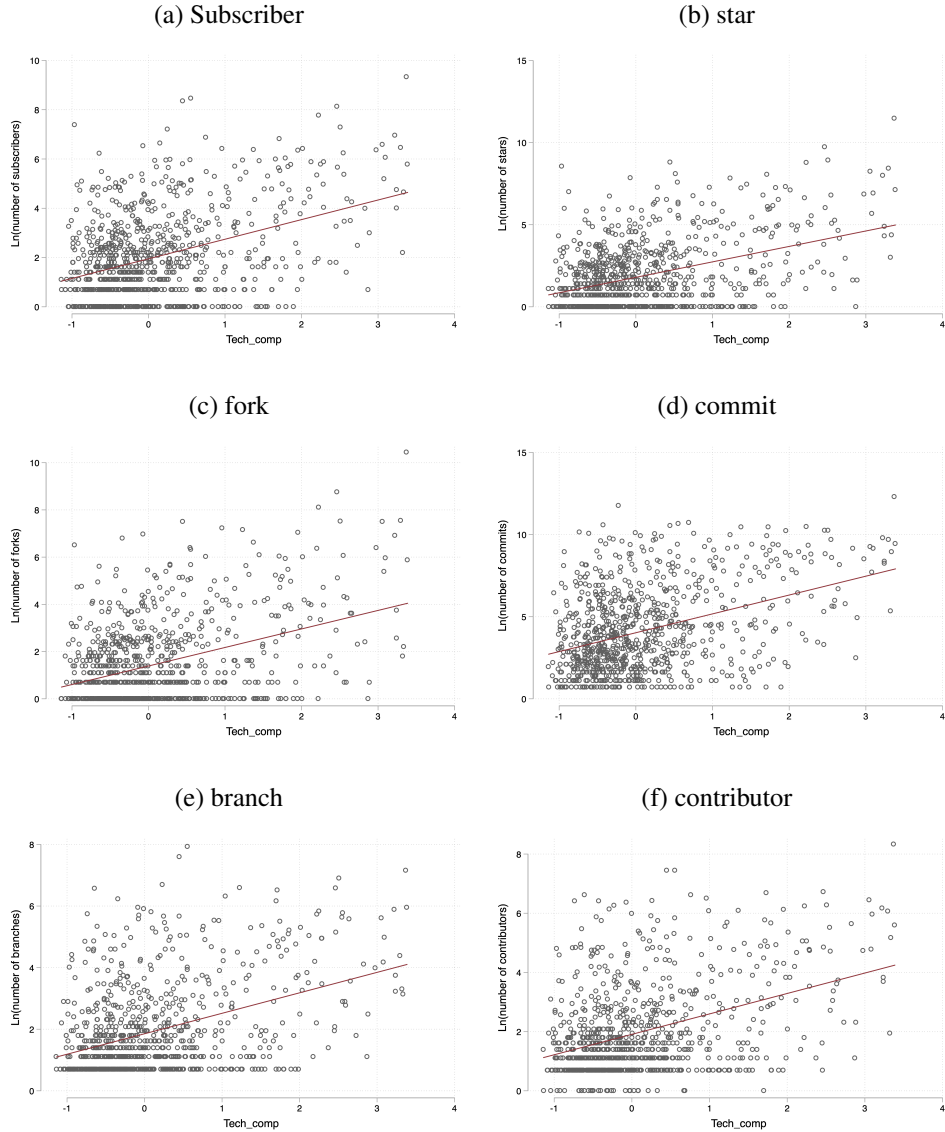 (a) Subscriber
Ln(number of subscribers)
10
8
6
4
2
0
-1 0 1 2 3 4
Tech_comp
(b) star
Ln(number of stars)
15
10
5
0
-1 0 1 2 3 4
Tech_comp
(c) fork
Ln(number of forks)
10
8
6
4
2
0
-1 0 1 2 3 4
Tech_comp
(d) commit
Ln(number of commits)
15
10
5
0
-1 0 1 2 3 4
Tech_comp
(e) branch
Ln(number of branches)
8
6
4
2
0
-1 0 1 2 3 4
Tech_comp
(f) contributor
Ln(number of contributors)
8
6
4
2
0
-1 0 1 2 3 4
Tech_comp